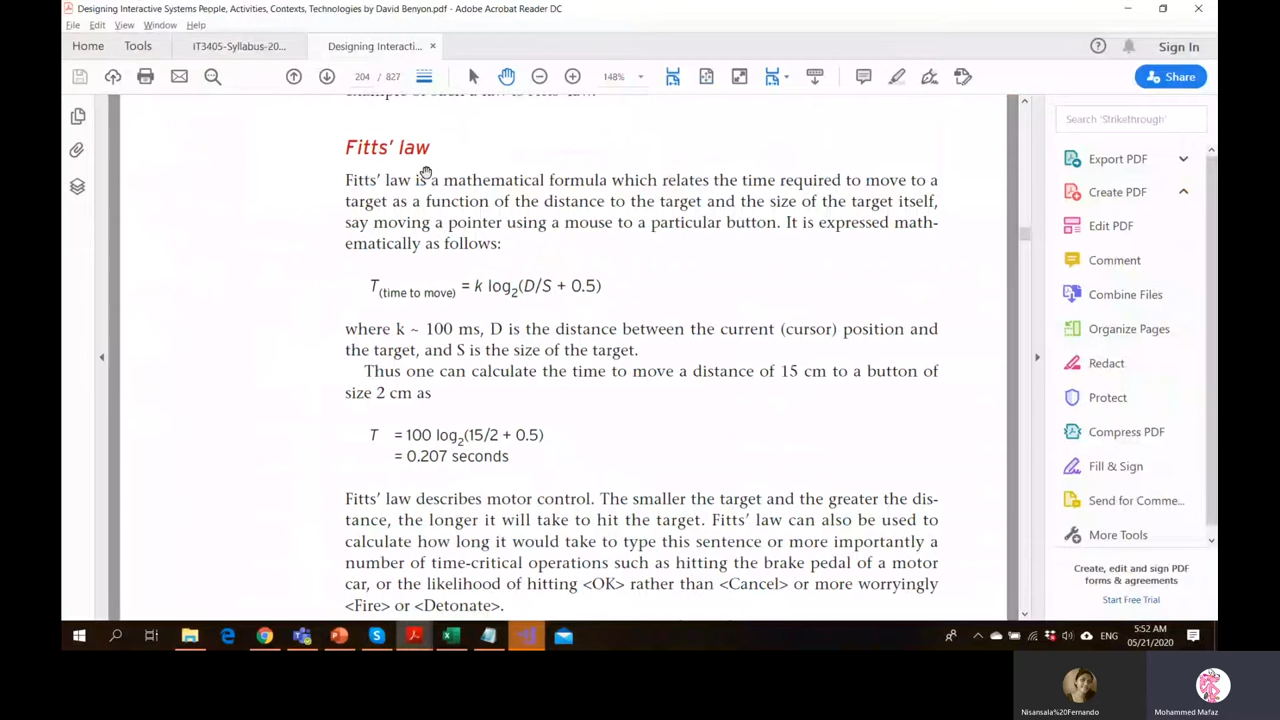 Designing Interactive Systems People, Activities, Contexts, Technologies by David Benyon.pdf - Adobe Acrobat Reader DC
File Edit View Window Help
Home Tools IT3405-Syllabus-20... Designing Interacti... × ? Sign In
204 / 827 148% Share
Fitts' law
Fitts' law is a mathematical formula which relates the time required to move to a
target as a function of the distance to the target and the size of the target itself,
say moving a pointer using a mouse to a particular button. It is expressed math-
ematically as follows:
T(time to move) = k log2(D/S + 0.5)
where k ~ 100 ms, D is the distance between the current (cursor) position and
the target, and S is the size of the target.
Thus one can calculate the time to move a distance of 15 cm to a button of
size 2 cm as
T = 100 log2(15/2 + 0.5)
= 0.207 seconds
Fitts' law describes motor control. The smaller the target and the greater the dis-
tance, the longer it will take to hit the target. Fitts' law can also be used to
calculate how long it would take to type this sentence or more importantly a
number of time-critical operations such as hitting the brake pedal of a motor
car, or the likelihood of hitting <OK> rather than <Cancel> or more worryingly
<Fire> or <Detonate>.
Search 'Strikethrough'
Export PDF
Create PDF
Edit PDF
Comment
Combine Files
Organize Pages
Redact
Protect
Compress PDF
Fill & Sign
Send for Comme...
More Tools
Create, edit and sign PDF
forms & agreements
Start Free Trial
ENG
5:52 AM
05/21/2020
Nisansala%20Fernando
Mohammed Mafaz